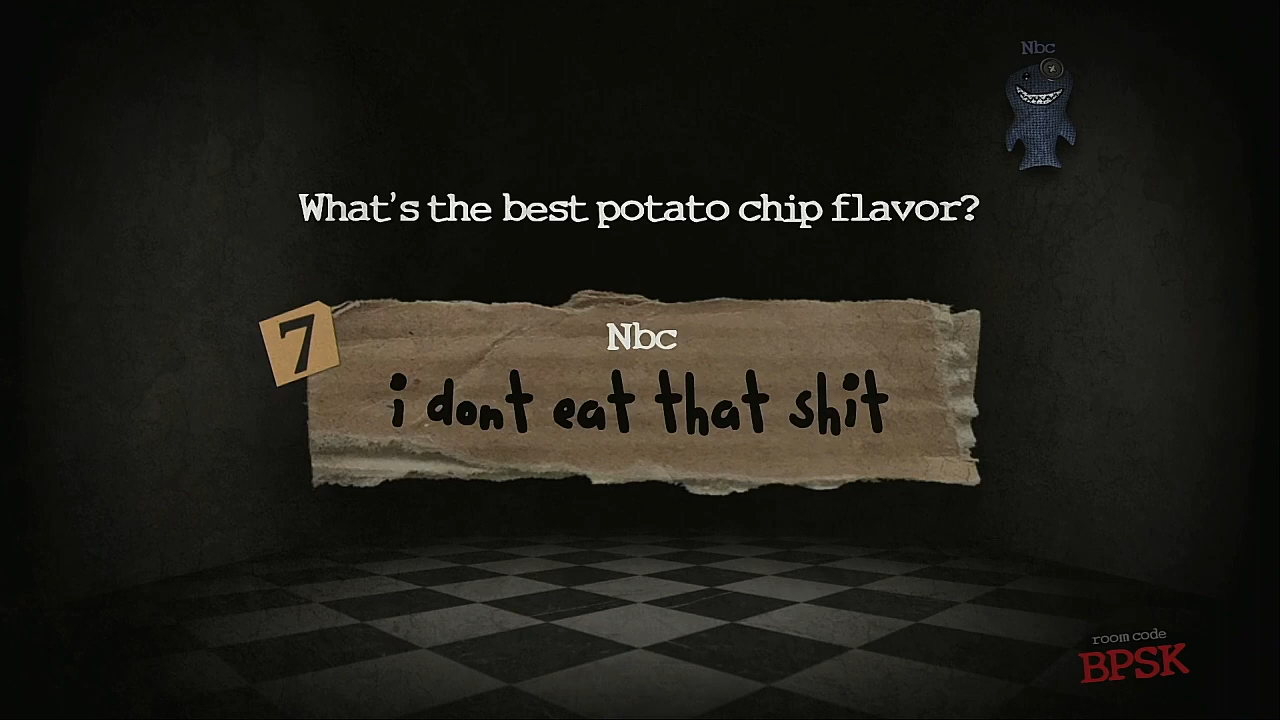 Nbc
What's the best potato chip flavor?
7
Nbc
i dont eat that shit
room code
BPSK